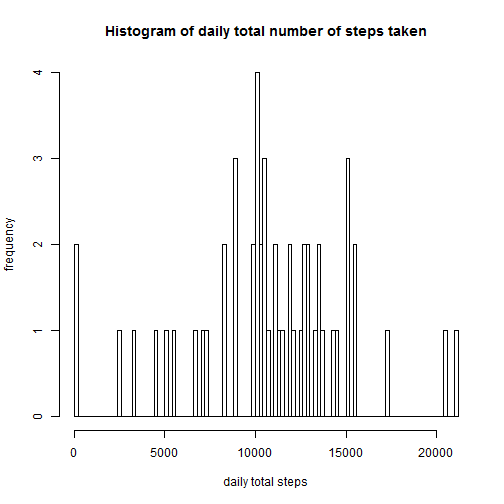 Histogram of daily total number of steps taken
frequency
0
1
2
3
4
0 5000 10000 15000 20000
daily total steps